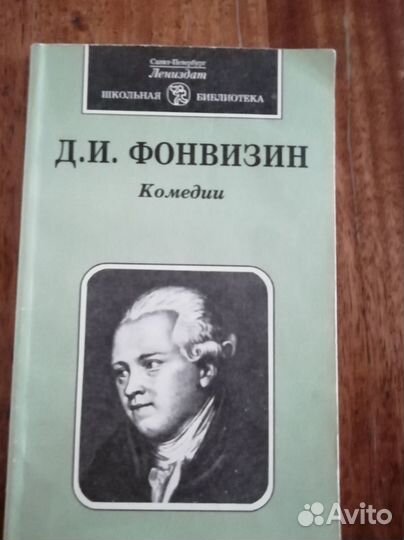 Санкт-Петербург
Лениздат
ШКОЛЬНАЯ БИБЛИОТЕКА
Д.И. ФОНВИЗИН
Комедии
Avito